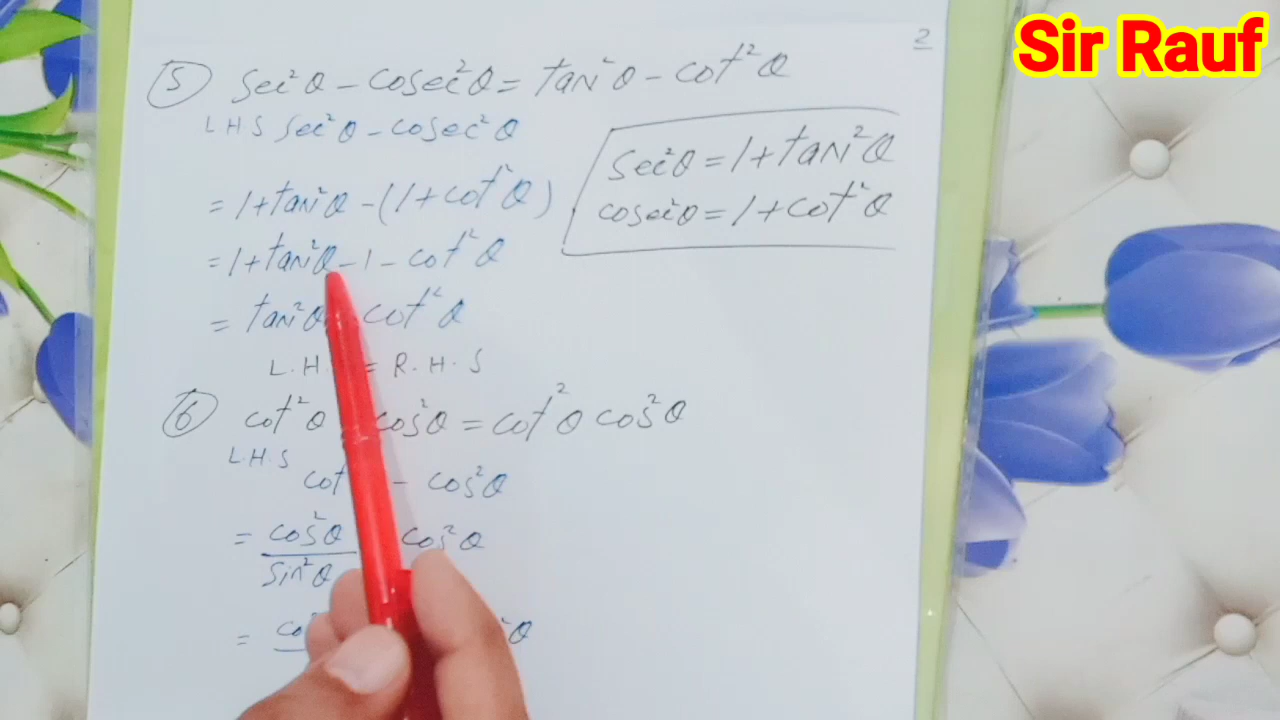 Sir Rauf
2
5 sec²θ - cosec²θ = tan²θ - cot²θ
LHS sec²θ - cosec²θ
= 1+tan²θ - (1+cot²θ)
= 1+tan²θ - 1 - cot²θ
= tan²θ cot²θ
L.H = R.H.S
sec²θ = 1+tan²θ
cosec²θ = 1+cot²θ
6 cot²θ cos²θ = cot²θ cos²θ
L.H.S
cot - cos²θ
= cos²θ cos²θ
sin²θ
= θ